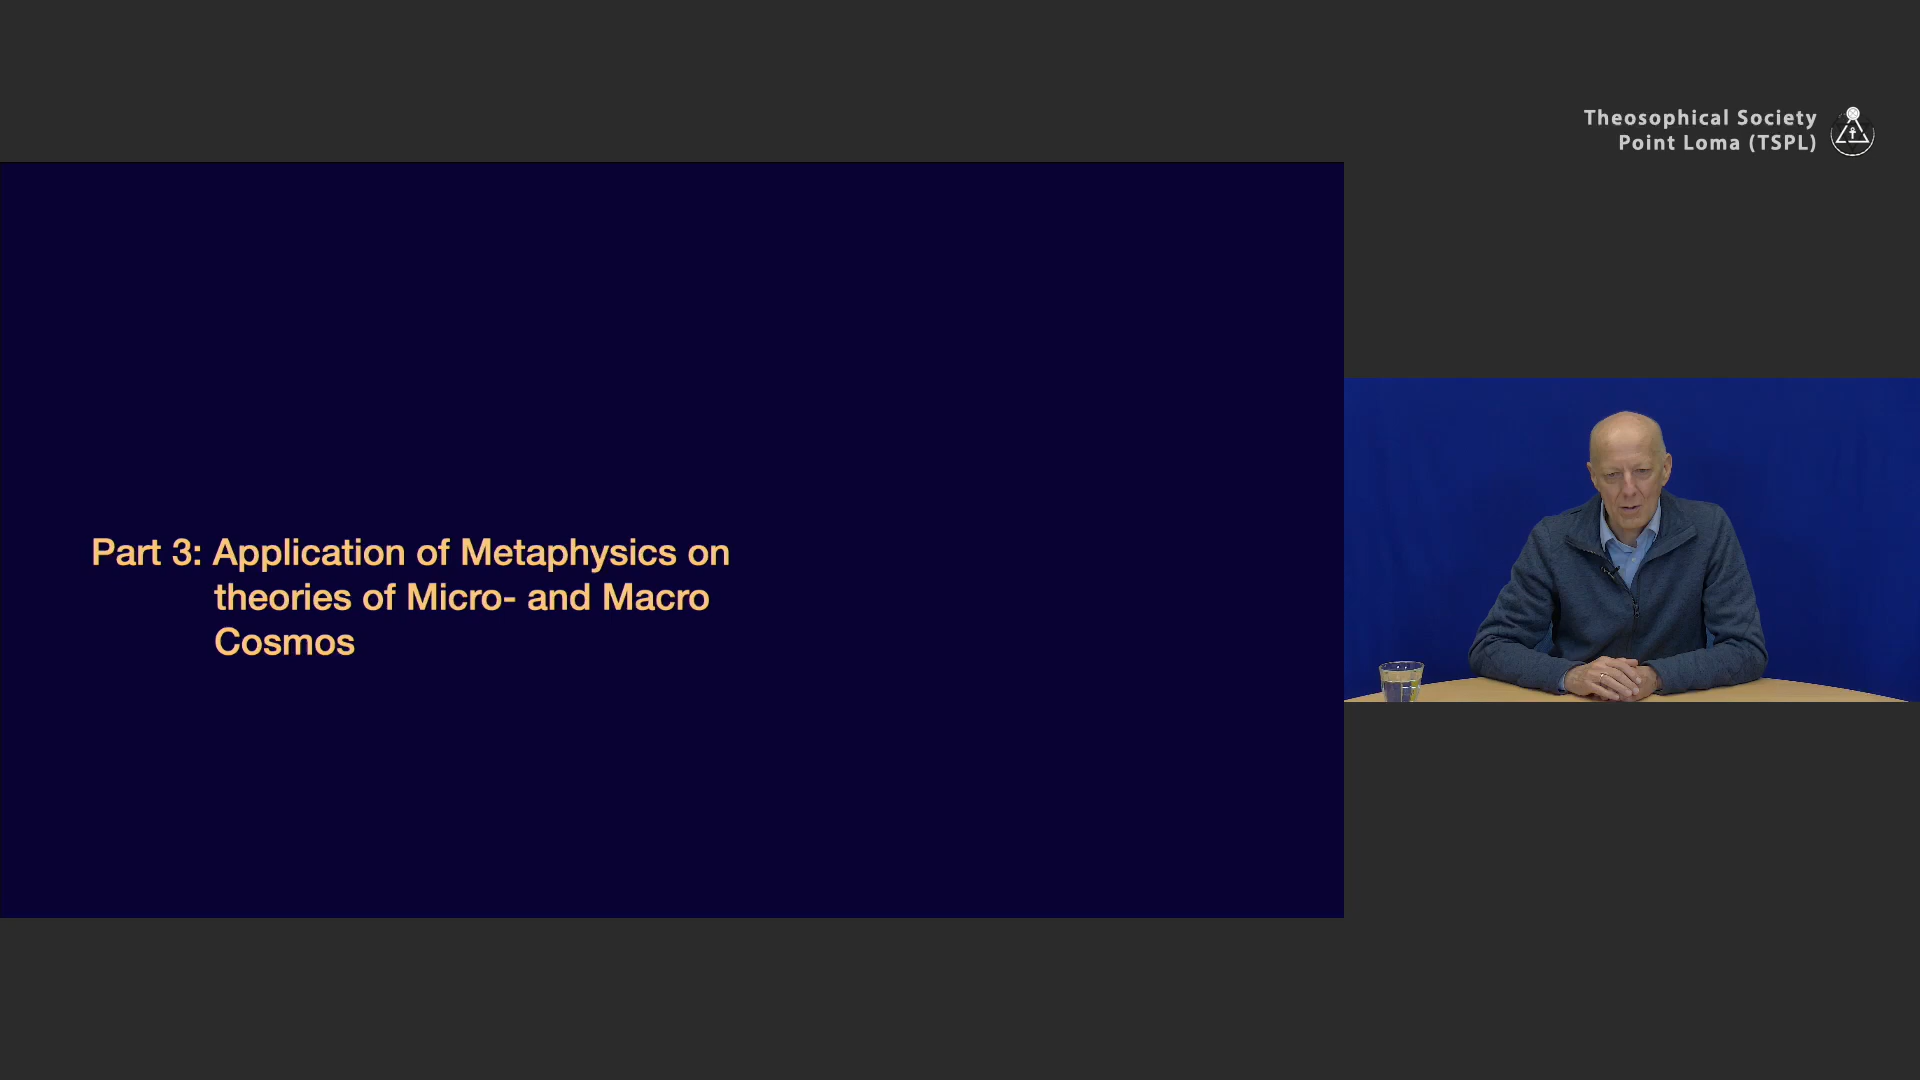 Theosophical Society
Point Loma (TSPL)
Part 3: Application of Metaphysics on
theories of Micro- and Macro
Cosmos